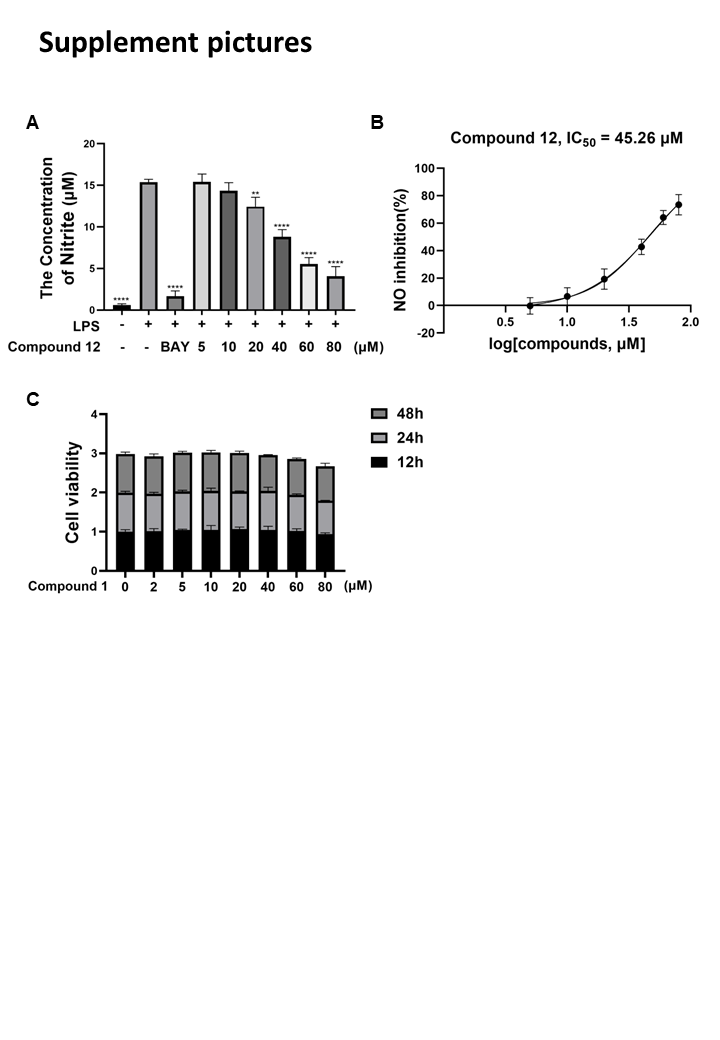 Supplement pictures
A
The Concentration
of Nitrite (μM)
20
15
10
5
0
**** **** ** **** **** ****
LPS - + + + + + + + +
Compound 12 - - BAY 5 10 20 40 60 80 (μM)
B
Compound 12, IC50 = 45.26 μM
NO inhibition(%)
100
80
60
40
20
0
-20
0.5 1.0 1.5 2.0
log[compounds, μM]
C
Cell viability
4
3
2
1
0
Compound 1 0 2 5 10 20 40 60 80 (μM)
48h
24h
12h